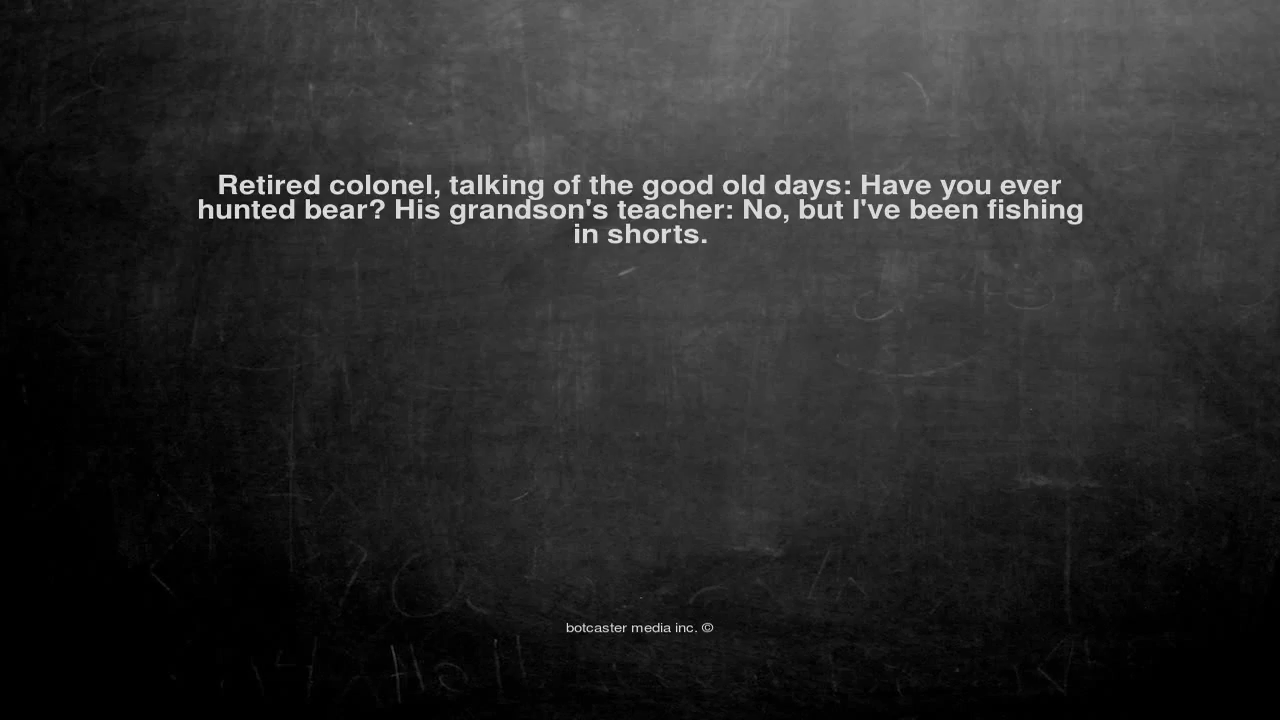 Retired colonel, talking of the good old days: Have you ever
hunted bear? His grandson's teacher: No, but I've been fishing
in shorts.
botcaster media inc. ©